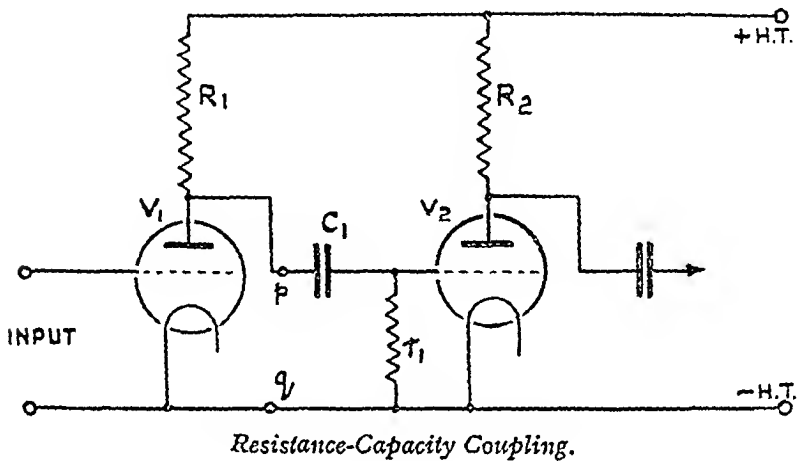 + H.T.
R1
R2
V1
C1
V2
p
INPUT
r1
q
- H.T.
Resistance-Capacity Coupling.